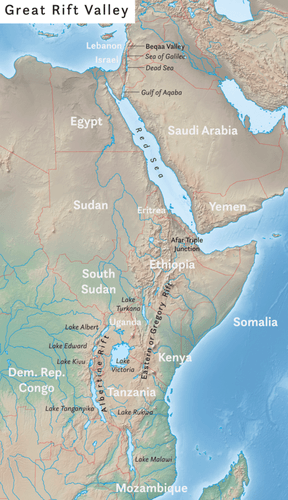 Great Rift Valley
Lebanon
Beqaa Valley
Israel
Sea of Galilee
Dead Sea
Gulf of Aqaba
Egypt
Red Sea
Saudi Arabia
Sudan
Eritrea
Yemen
Afar Triple
Junction
Ethiopia
South
Sudan
Lake
Turkana
Eastern or Gregory Rift
Somalia
Lake Albert
Uganda
Lake Edward
Albertine Rift
Lake Kivu
Lake
Victoria
Kenya
Dem. Rep.
Congo
Tanzania
Lake Tanganyika
Lake Rukwa
Lake Malawi
Mozambique